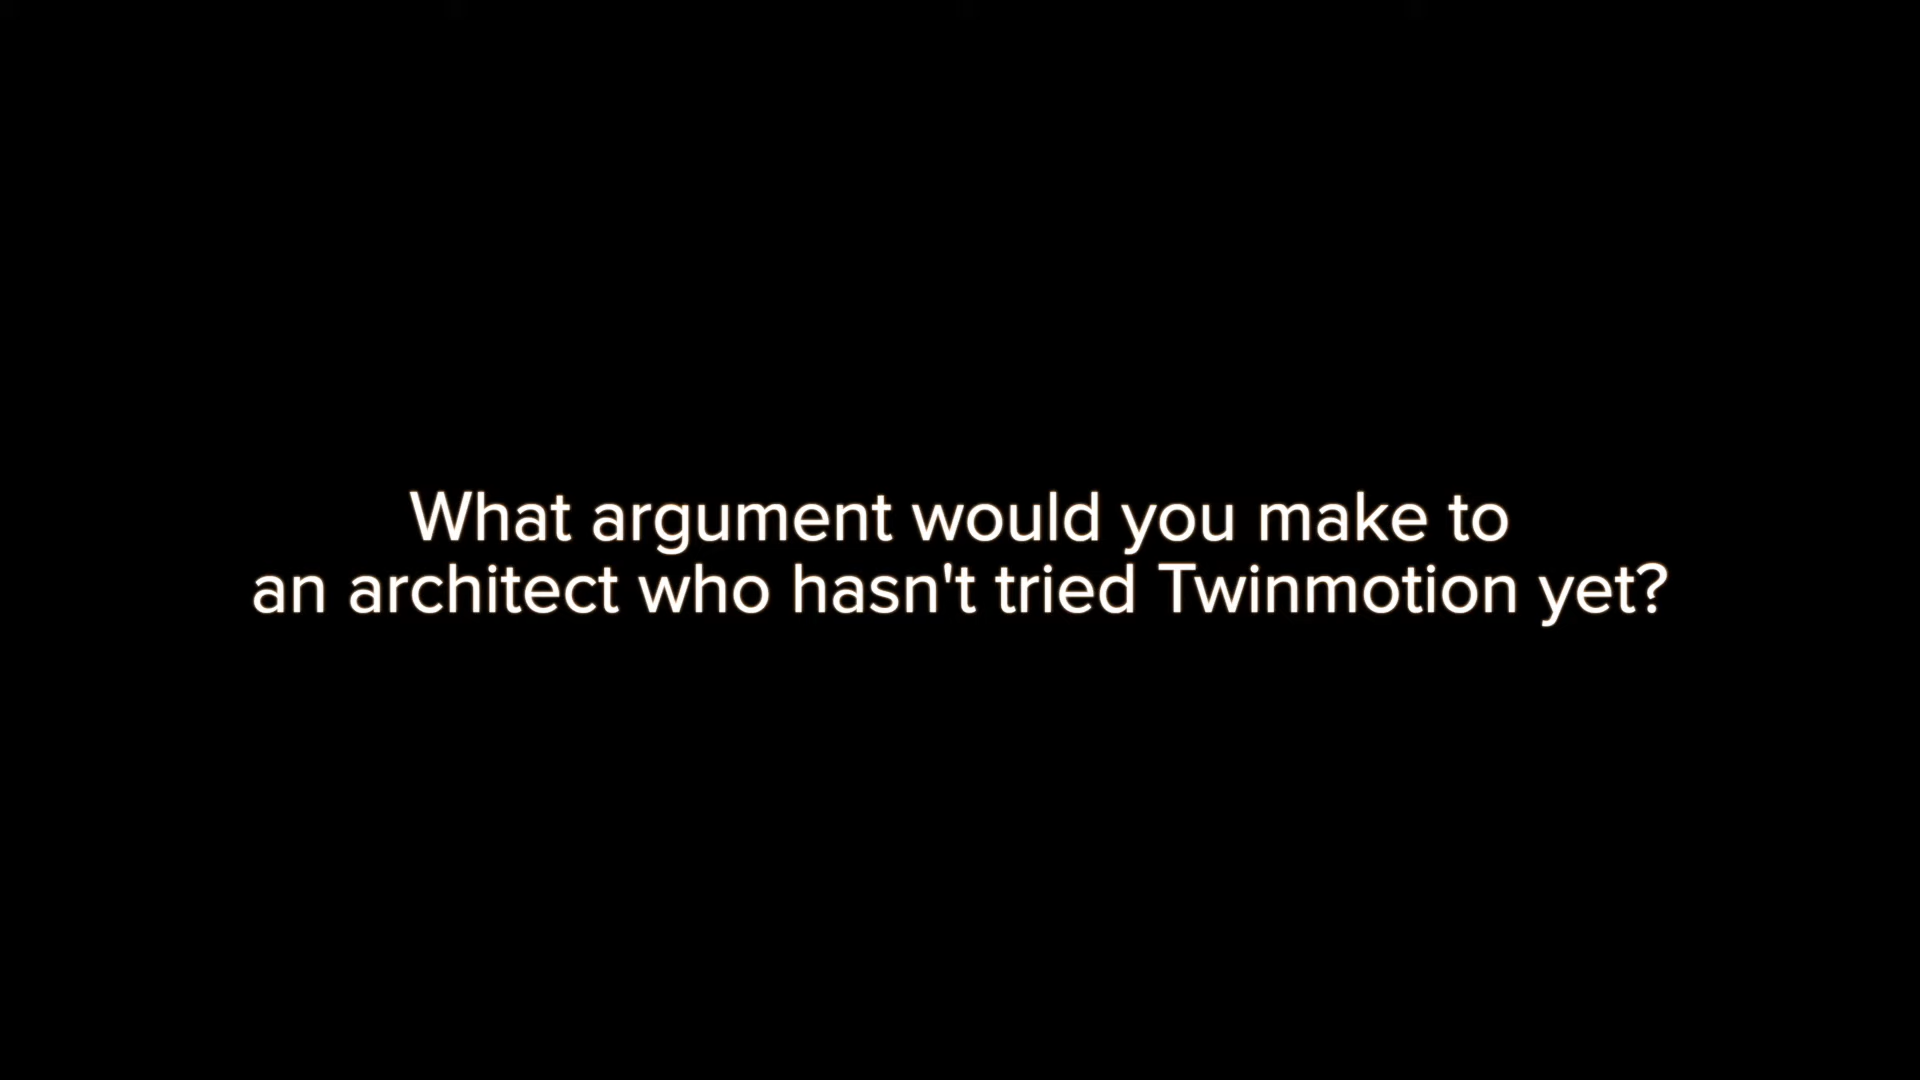 What argument would you make to
an architect who hasn't tried Twinmotion yet?